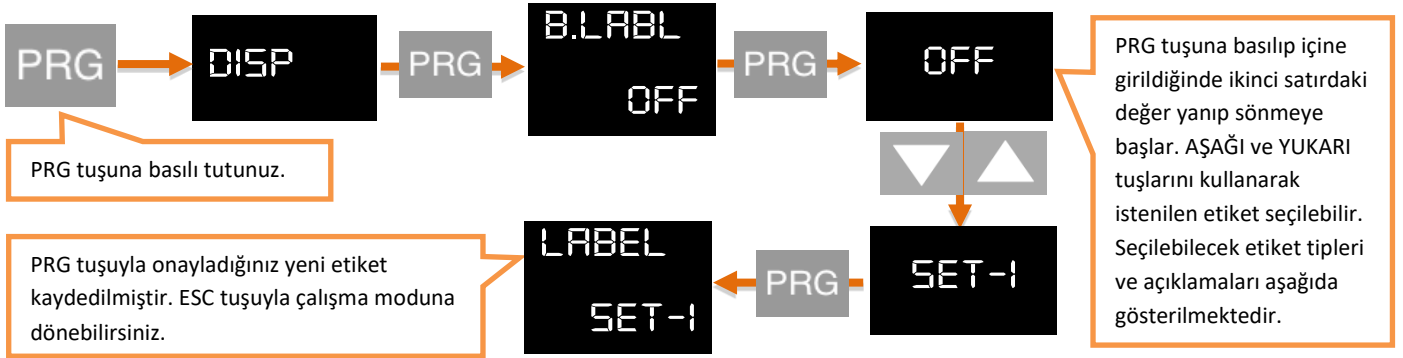 PRG
DISP
PRG
B.LABL
OFF
PRG
OFF
PRG tuşuna basılıp içine
girildiğinde ikinci satırdaki
değer yanıp sönmeye
başlar. AŞAĞI ve YUKARI
tuşlarını kullanarak
istenilen etiket seçilebilir.
Seçilebilecek etiket tipleri
ve açıklamaları aşağıda
gösterilmektedir.
PRG tuşuna basılı tutunuz.
SET-1
PRG
LABEL
SET-1
PRG tuşuyla onayladığınız yeni etiket
kaydedilmiştir. ESC tuşuyla çalışma moduna
dönebilirsiniz.